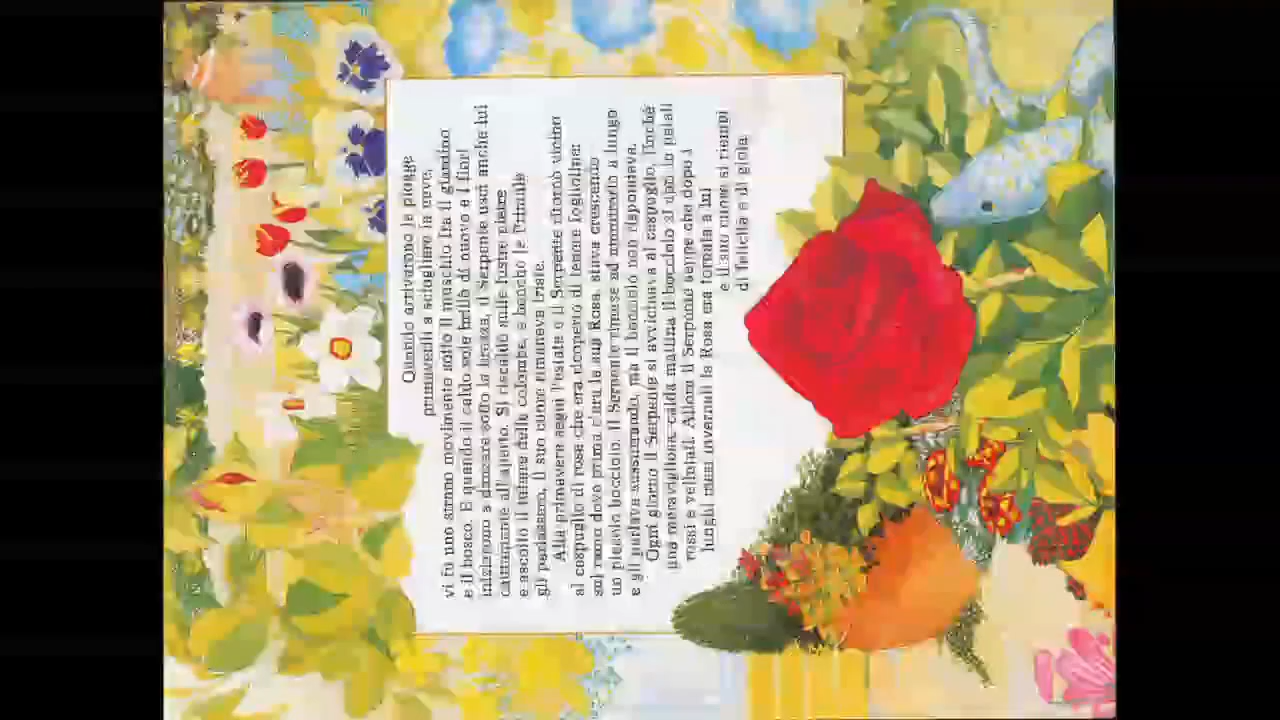 Quando arrivarono le piogge
primaverili a sciogliere la neve,
vi fu uno strano movimento sotto il muschio fra il giardino
e il bosco. E quando il caldo sole brillò di nuovo e i fiori
iniziarono a danzare sotto la brezza, il Serpente uscì anche lui
all'aperto. Si riscaldò sulle lustre pietre
e ascoltò il tubare delle colombe, e benché le Primule
gli parlassero, il suo cuore rimaneva triste.
Alla primavera seguì l'estate e il Serpente ritornò vicino
al cespuglio di rose che era ricoperto di tenere foglioline:
sul ramo dove prima c'era la sua Rosa, stava crescendo
un piccolo bocciolo. Il Serpente rimase ad ammirarlo a lungo
e gli parlava sussurrando, ma il bocciolo non rispondeva.
Ogni giorno il Serpente si avvicinava al cespuglio, finché
una meravigliosa calda mattina il bocciolo si aprì in petali
rossi e vellutati. Allora il Serpente seppe che dopo i
lunghi mesi invernali la Rosa era tornata a lui
e il suo cuore si riempì
di felicità e di gioia.